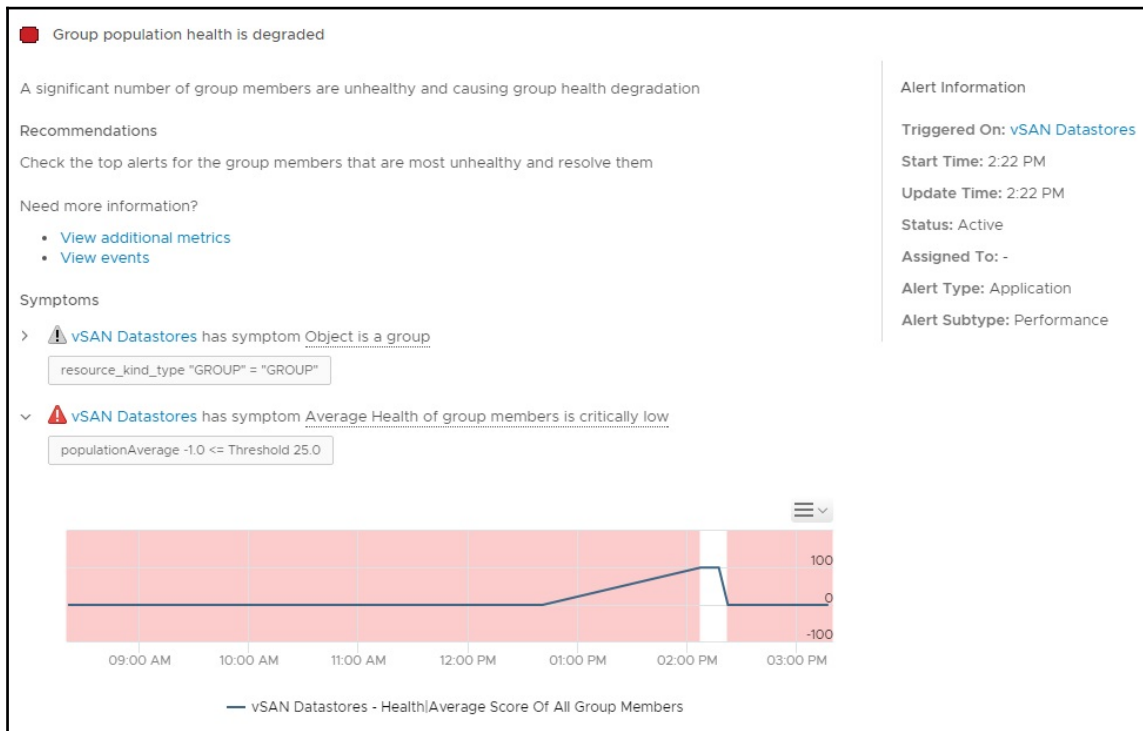 Group population health is degraded
A significant number of group members are unhealthy and causing group health degradation
Recommendations
Check the top alerts for the group members that are most unhealthy and resolve them
Need more information?
• View additional metrics
• View events
Symptoms
vSAN Datastores has symptom Object is a group
resource_kind_type "GROUP" = "GROUP"
vSAN Datastores has symptom Average Health of group members is critically low
populationAverage -1.0 <= Threshold 25.0
Alert Information
Triggered On: vSAN Datastores
Start Time: 2:22 PM
Update Time: 2:22 PM
Status: Active
Assigned To: -
Alert Type: Application
Alert Subtype: Performance
100
0
-100
09:00 AM 10:00 AM 11:00 AM 12:00 PM 01:00 PM 02:00 PM 03:00 PM
vSAN Datastores - Health|Average Score Of All Group Members